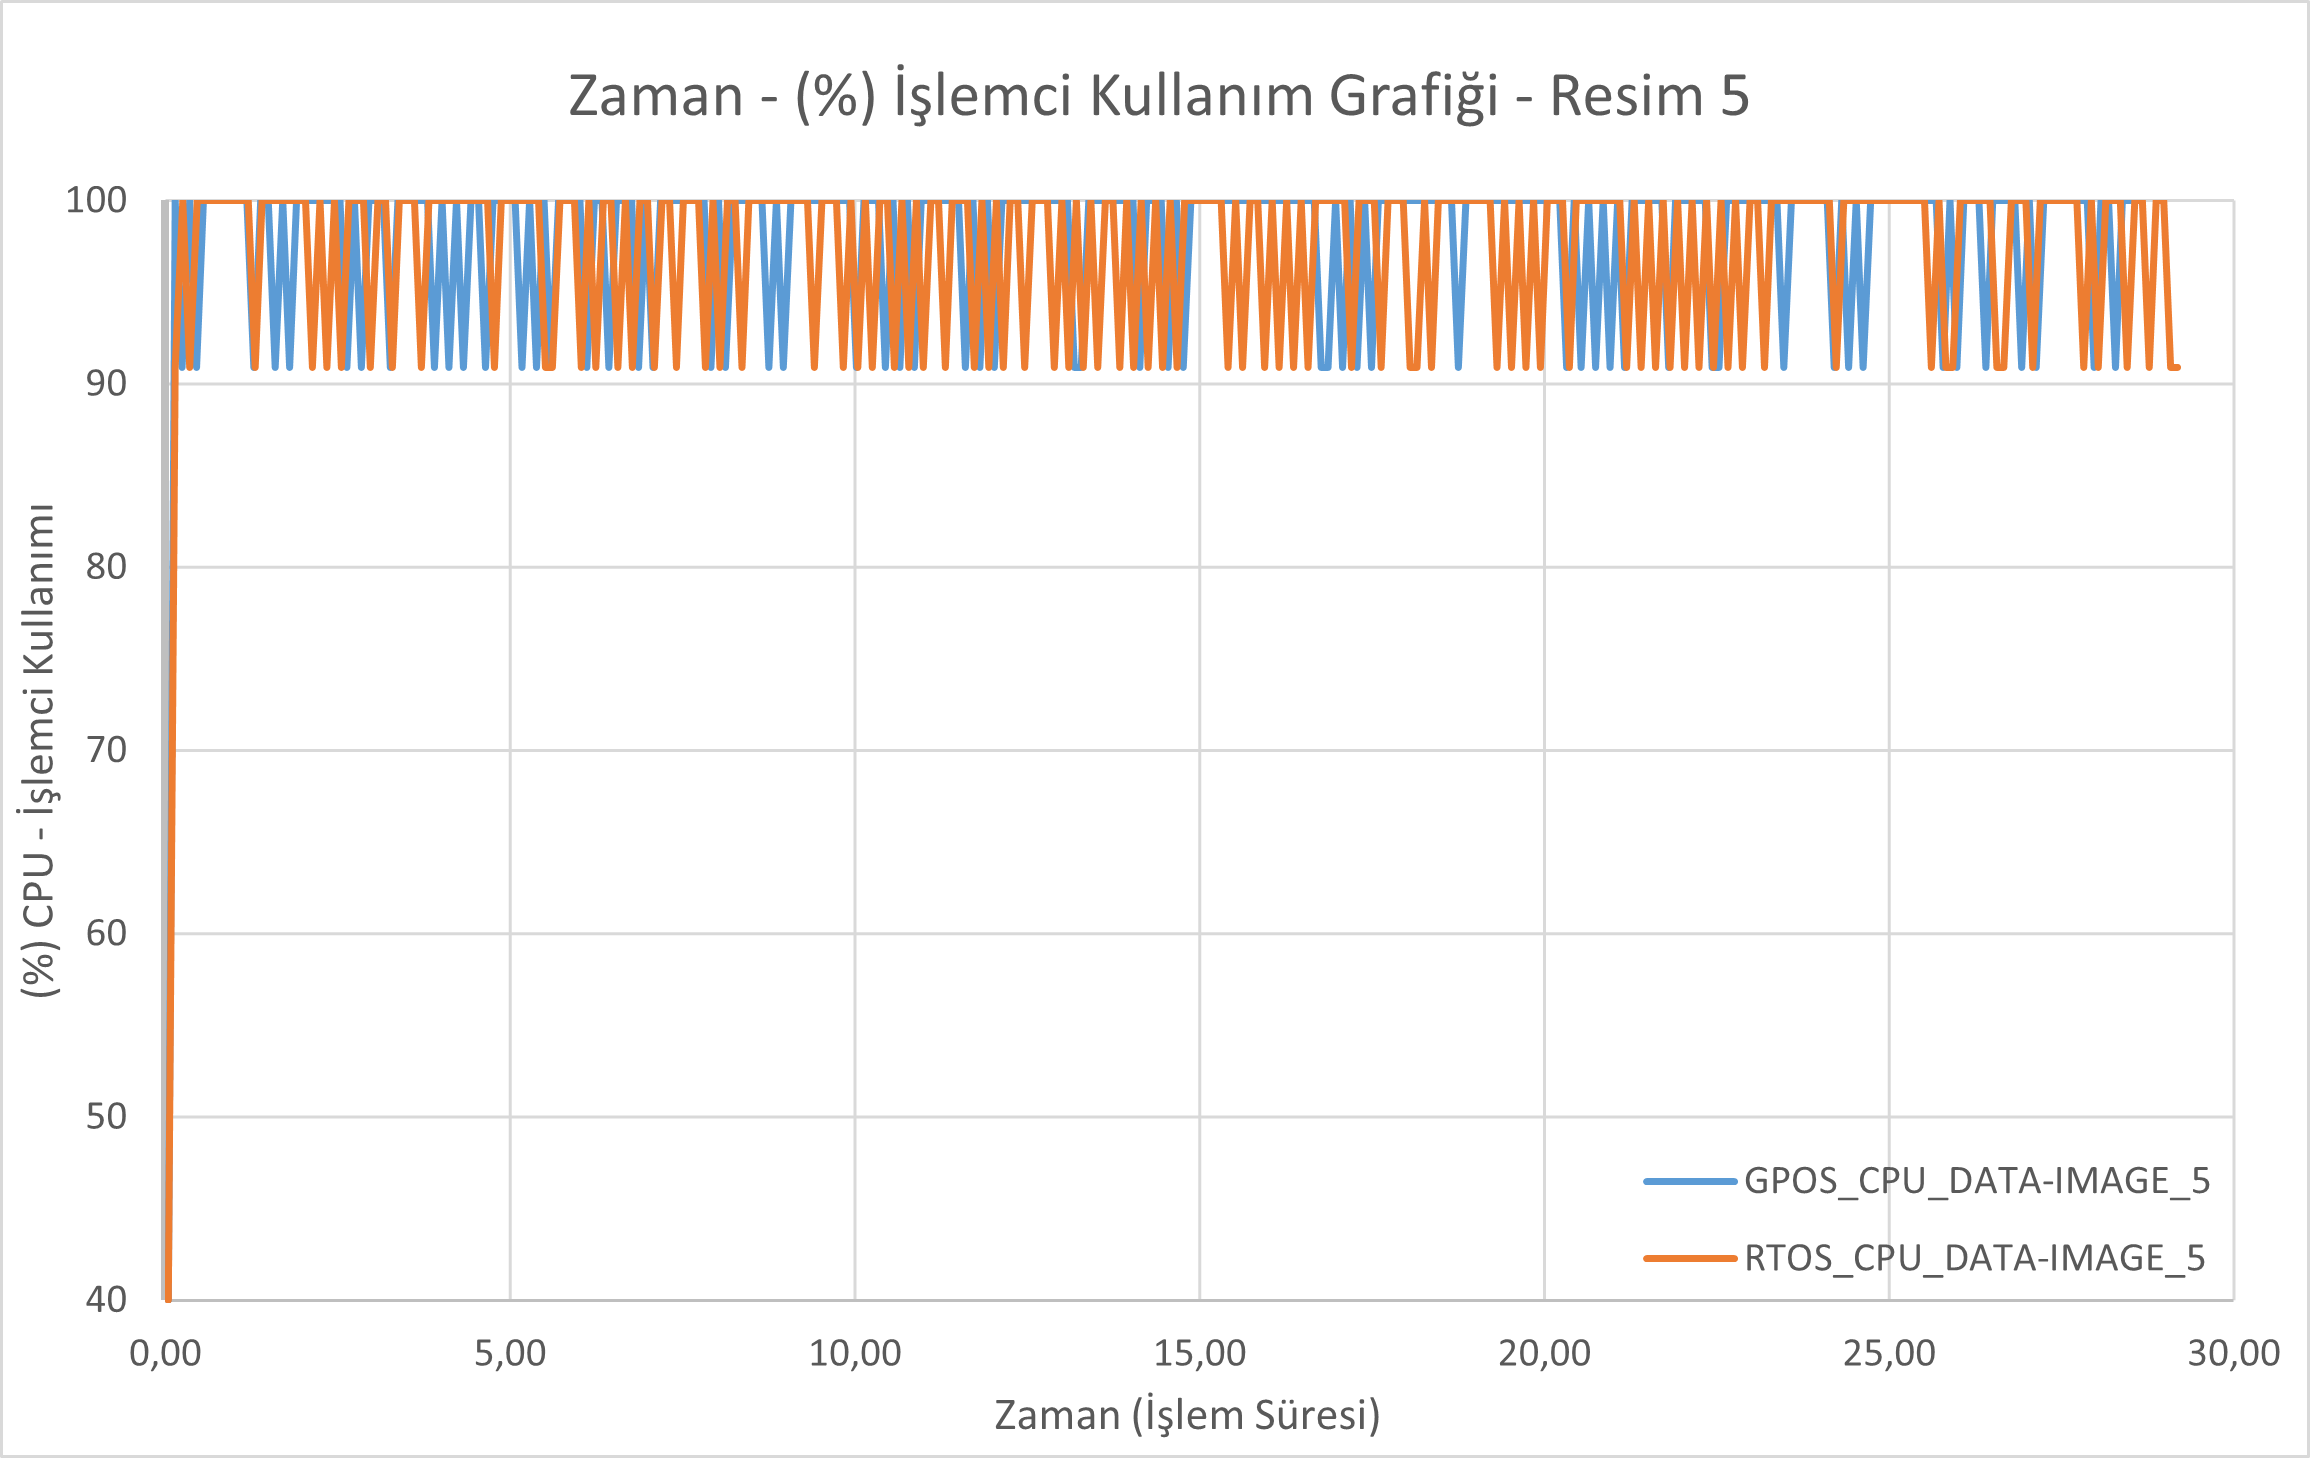 Zaman - (%) İşlemci Kullanım Grafiği - Resim 5
(%) CPU - İşlemci Kullanımı
100
90
80
70
60
50
40
GPOS_CPU_DATA-IMAGE_5
RTOS_CPU_DATA-IMAGE_5
0,00 5,00 10,00 15,00 20,00 25,00 30,00
Zaman (İşlem Süresi)